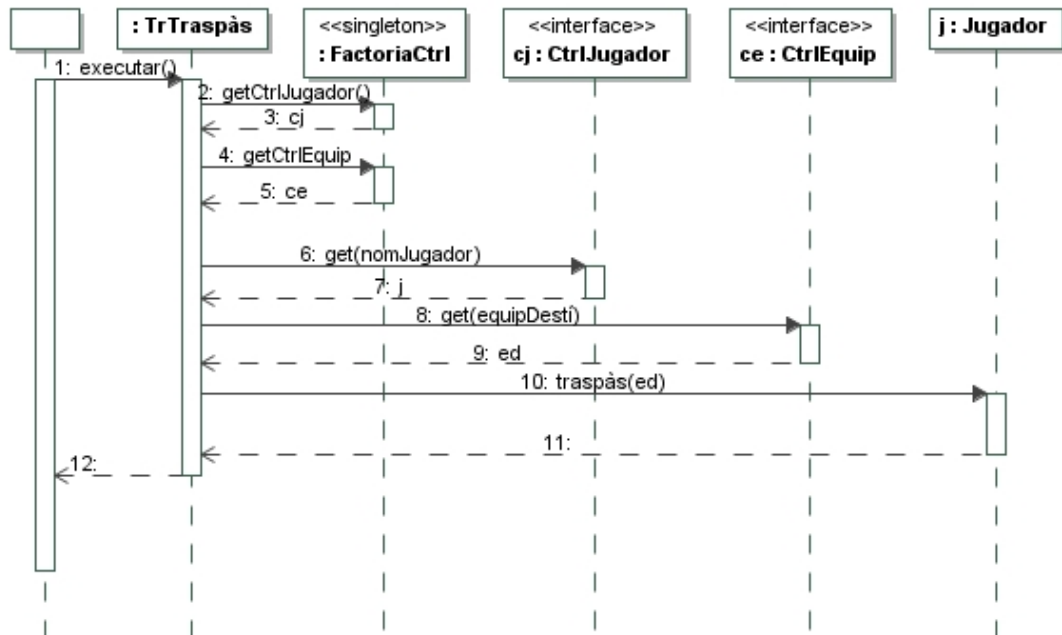 : TrTraspàs
<<singleton>>
: FactoriaCtrl
<<interface>>
cj : CtrlJugador
<<interface>>
ce : CtrlEquip
j : Jugador
1: executar()
2: getCtrlJugador()
3: cj
4: getCtrlEquip
5: ce
6: get(nomJugador)
7: j
8: get(equipDestí)
9: ed
10: traspàs(ed)
11:
12: